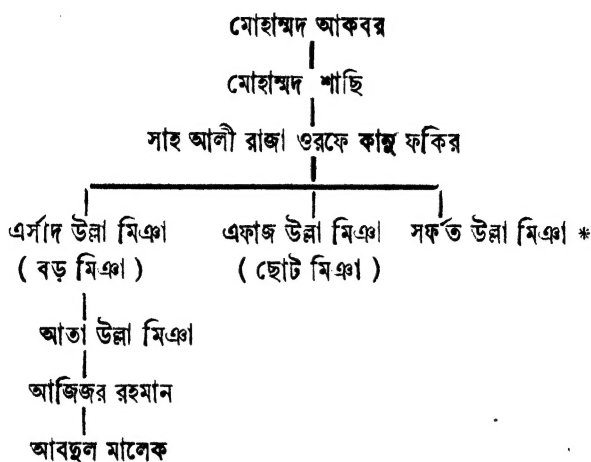 মোহাম্মদ আকবর
মোহাম্মদ শাছি
সাহ আলী রাজা ওরফে কানু ফকির
এর্সাদ উল্লা মিঞা এফাজ উল্লা মিঞা সর্ফত উল্লা মিঞা *
( বড় মিঞা ) ( ছোট মিঞা )
আতা উল্লা মিঞা
আজিজর রহমান
আবদুল মালেক